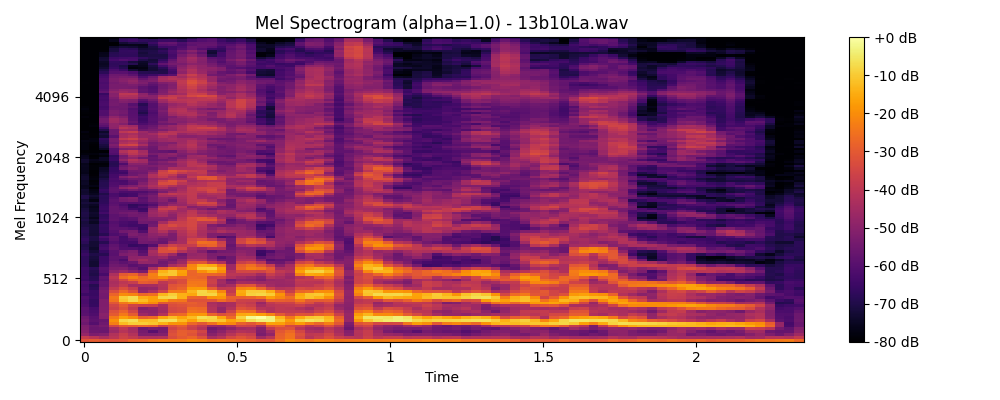 Mel Spectrogram (alpha=1.0) - 13b10La.wav
Mel Frequency
4096
2048
1024
512
0
0
0.5
1
1.5
2
Time
+0 dB
-10 dB
-20 dB
-30 dB
-40 dB
-50 dB
-60 dB
-70 dB
-80 dB